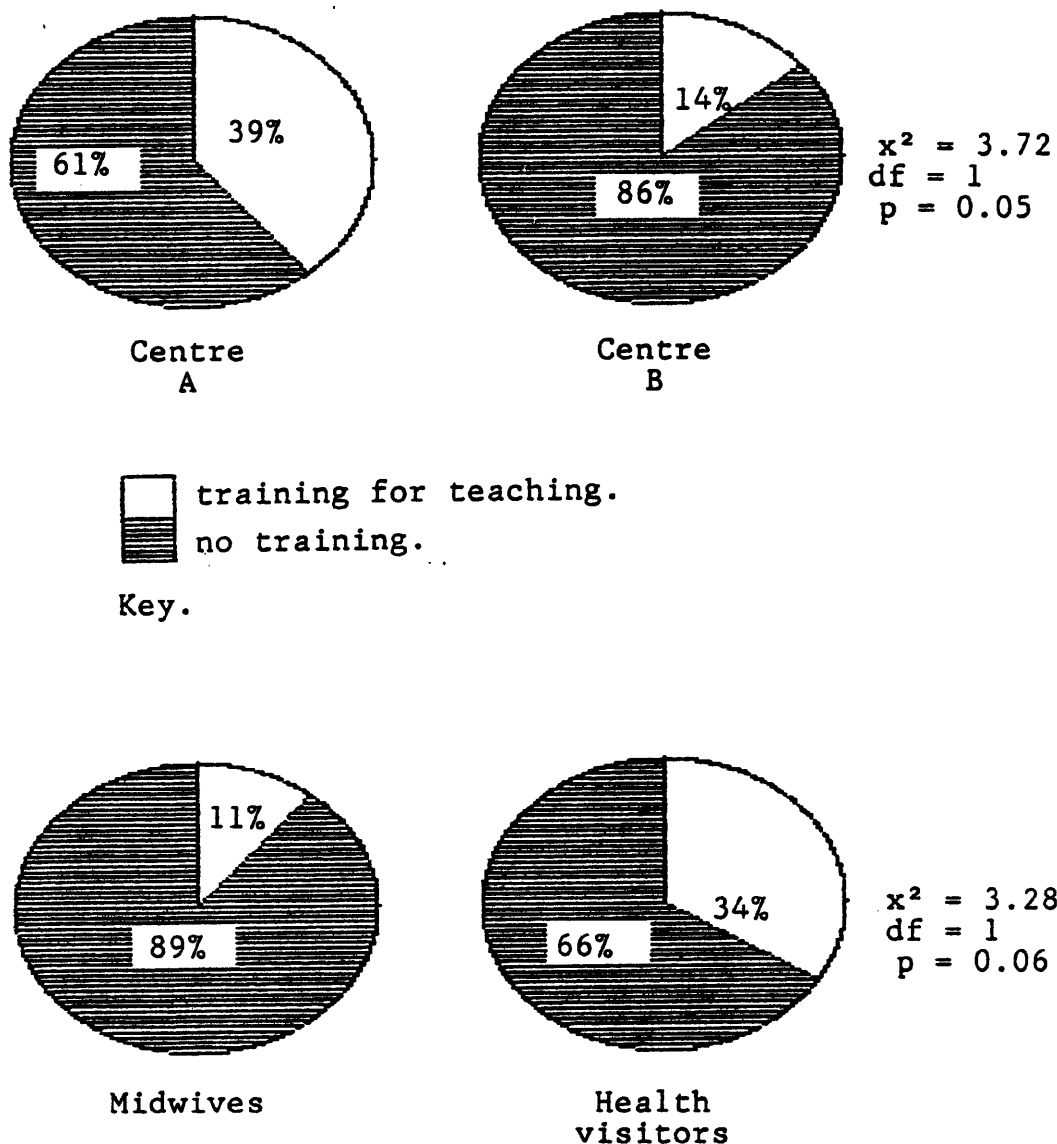 39%
61%
14%
86%
x² = 3.72
df = 1
p = 0.05
Centre
A
Centre
B
training for teaching.
no training.
Key.
11%
89%
34%
66%
x² = 3.28
df = 1
p = 0.06
Midwives
Health
visitors